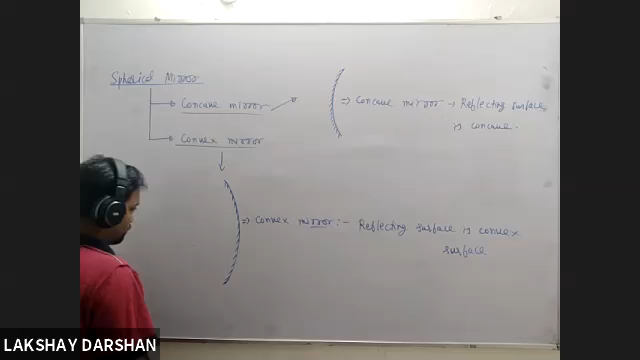 Spherical Mirror
Concave mirror
⇒ Concave mirror → Reflecting surface
is concave.
Convex mirror
⇒ Convex mirror :- Reflecting surface is convex
surface
LAKSHAY DARSHAN